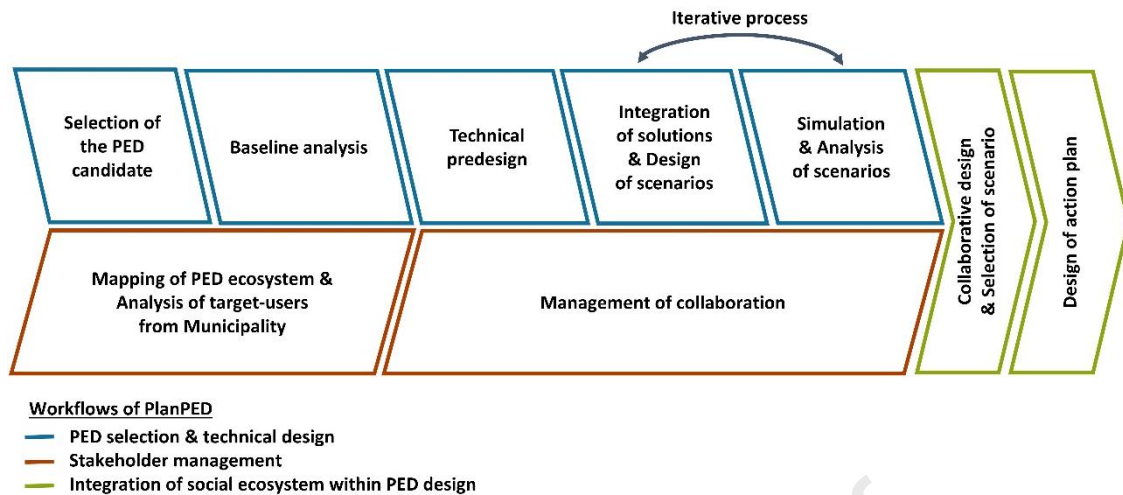 Iterative process
Selection of
the PED
candidate
Baseline analysis
Technical
predesign
Integration
of solutions
& Design
of scenarios
Simulation
& Analysis
of scenarios
Collaborative design
& Selection of scenario
Design of action plan
Mapping of PED ecosystem &
Analysis of target-users
from Municipality
Management of collaboration
Workflows of PlanPED
PED selection & technical design
Stakeholder management
Integration of social ecosystem within PED design